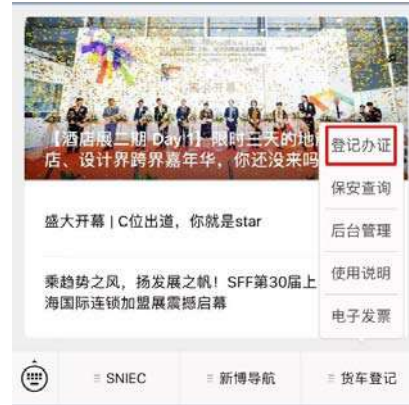 【酒店展二期 Day 1】限时三天的地
店、设计界跨界嘉年华，你还没来吗
盛大开幕 | C位出道，你就是star
乘趋势之风，扬发展之帆！SFF第30届上
海国际连锁加盟展震撼启幕
登记办证
保安查询
后台管理
使用说明
电子发票
SNIEC
新博导航
货车登记